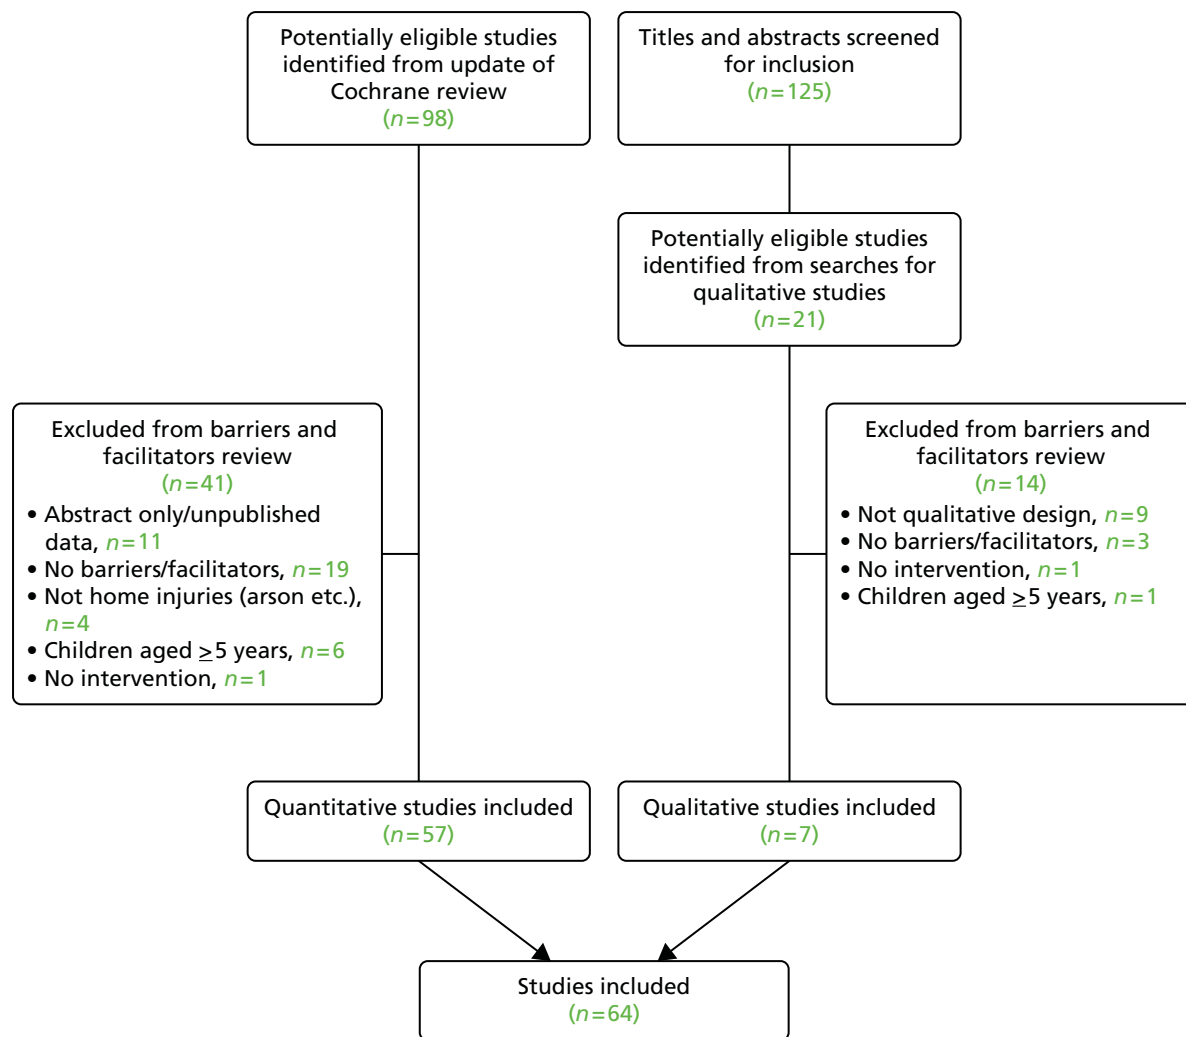 Potentially eligible studies
identified from update of
Cochrane review
(n=98)
Titles and abstracts screened
for inclusion
(n=125)
Potentially eligible studies
identified from searches for
qualitative studies
(n=21)
Excluded from barriers and
facilitators review
(n=41)
• Abstract only/unpublished
data, n=11
• No barriers/facilitators, n=19
• Not home injuries (arson etc.),
n=4
• Children aged ≥5 years, n=6
• No intervention, n=1
Excluded from barriers and
facilitators review
(n=14)
• Not qualitative design, n=9
• No barriers/facilitators, n=3
• No intervention, n=1
• Children aged ≥5 years, n=1
Quantitative studies included
(n=57)
Qualitative studies included
(n=7)
Studies included
(n=64)